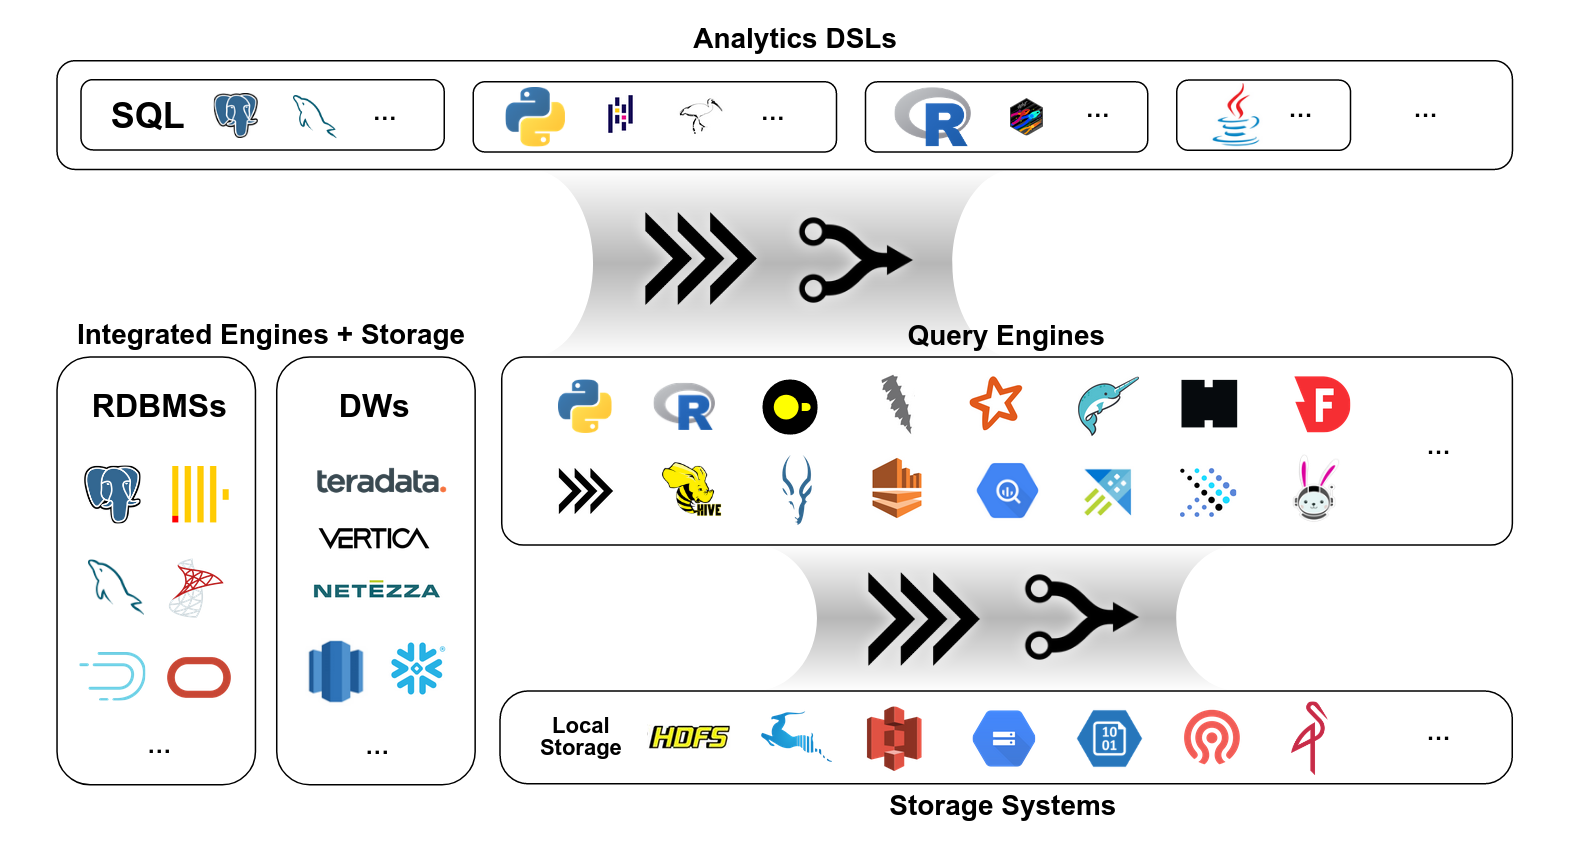 Analytics DSLs
SQL
...
...
R
...
...
...
Integrated Engines + Storage
Query Engines
RDBMSs
DWs
R
F
...
teradata.
HIVE
VERTICA
NETEZZA
®
...
...
Local
Storage
HDFS
10
01
...
Storage Systems